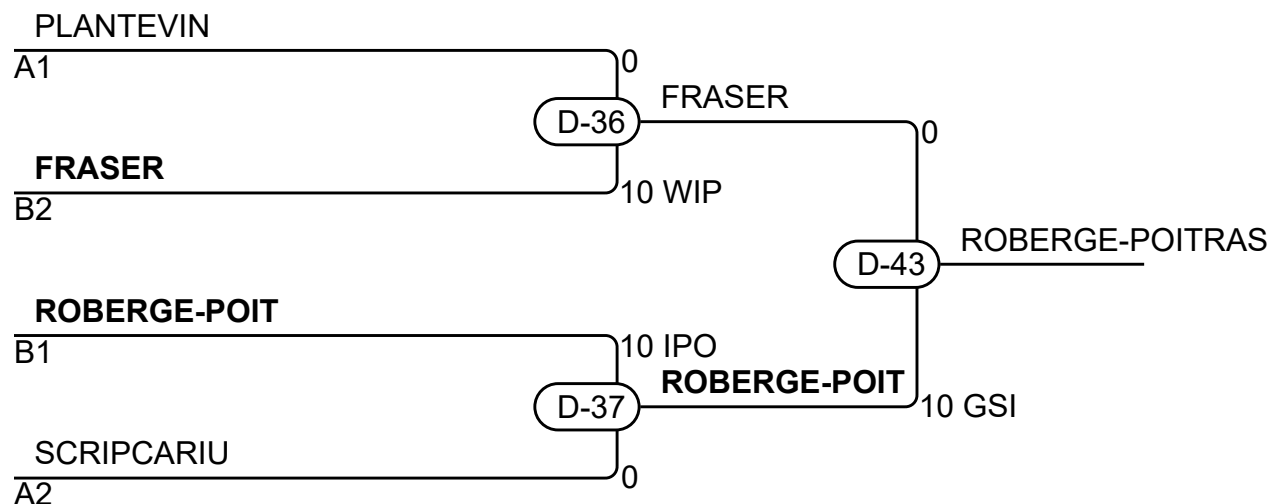 PLANTEVIN
A1
0
D-36
FRASER
0
FRASER
10 WIP
B2
D-43
ROBERGE-POITRAS
ROBERGE-POIT
B1
10 IPO
ROBERGE-POIT
D-37
10 GSI
SCRIPCARIU
A2
0